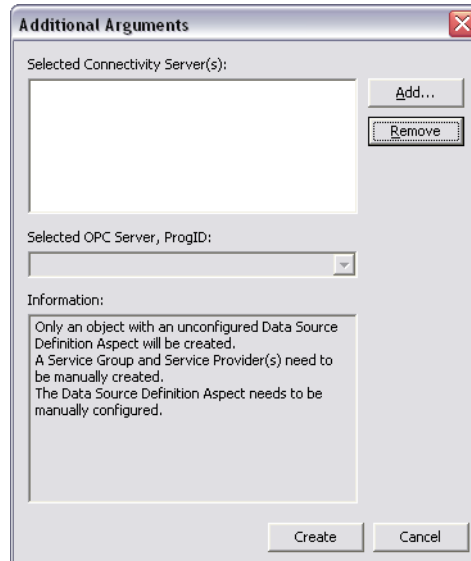 Additional Arguments
Selected Connectivity Server(s):
Add...
Remove
Selected OPC Server, ProgID:
Information:
Only an object with an unconfigured Data Source
Definition Aspect will be created.
A Service Group and Service Provider(s) need to
be manually created.
The Data Source Definition Aspect needs to be
manually configured.
Create
Cancel